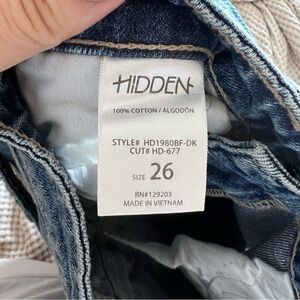 HIDDEN
100% COTTON / ALGODÓN
STYLE# HD1980BF-DK
CUT# HD-677
SIZE 26
RN#129203
MADE IN VIETNAM